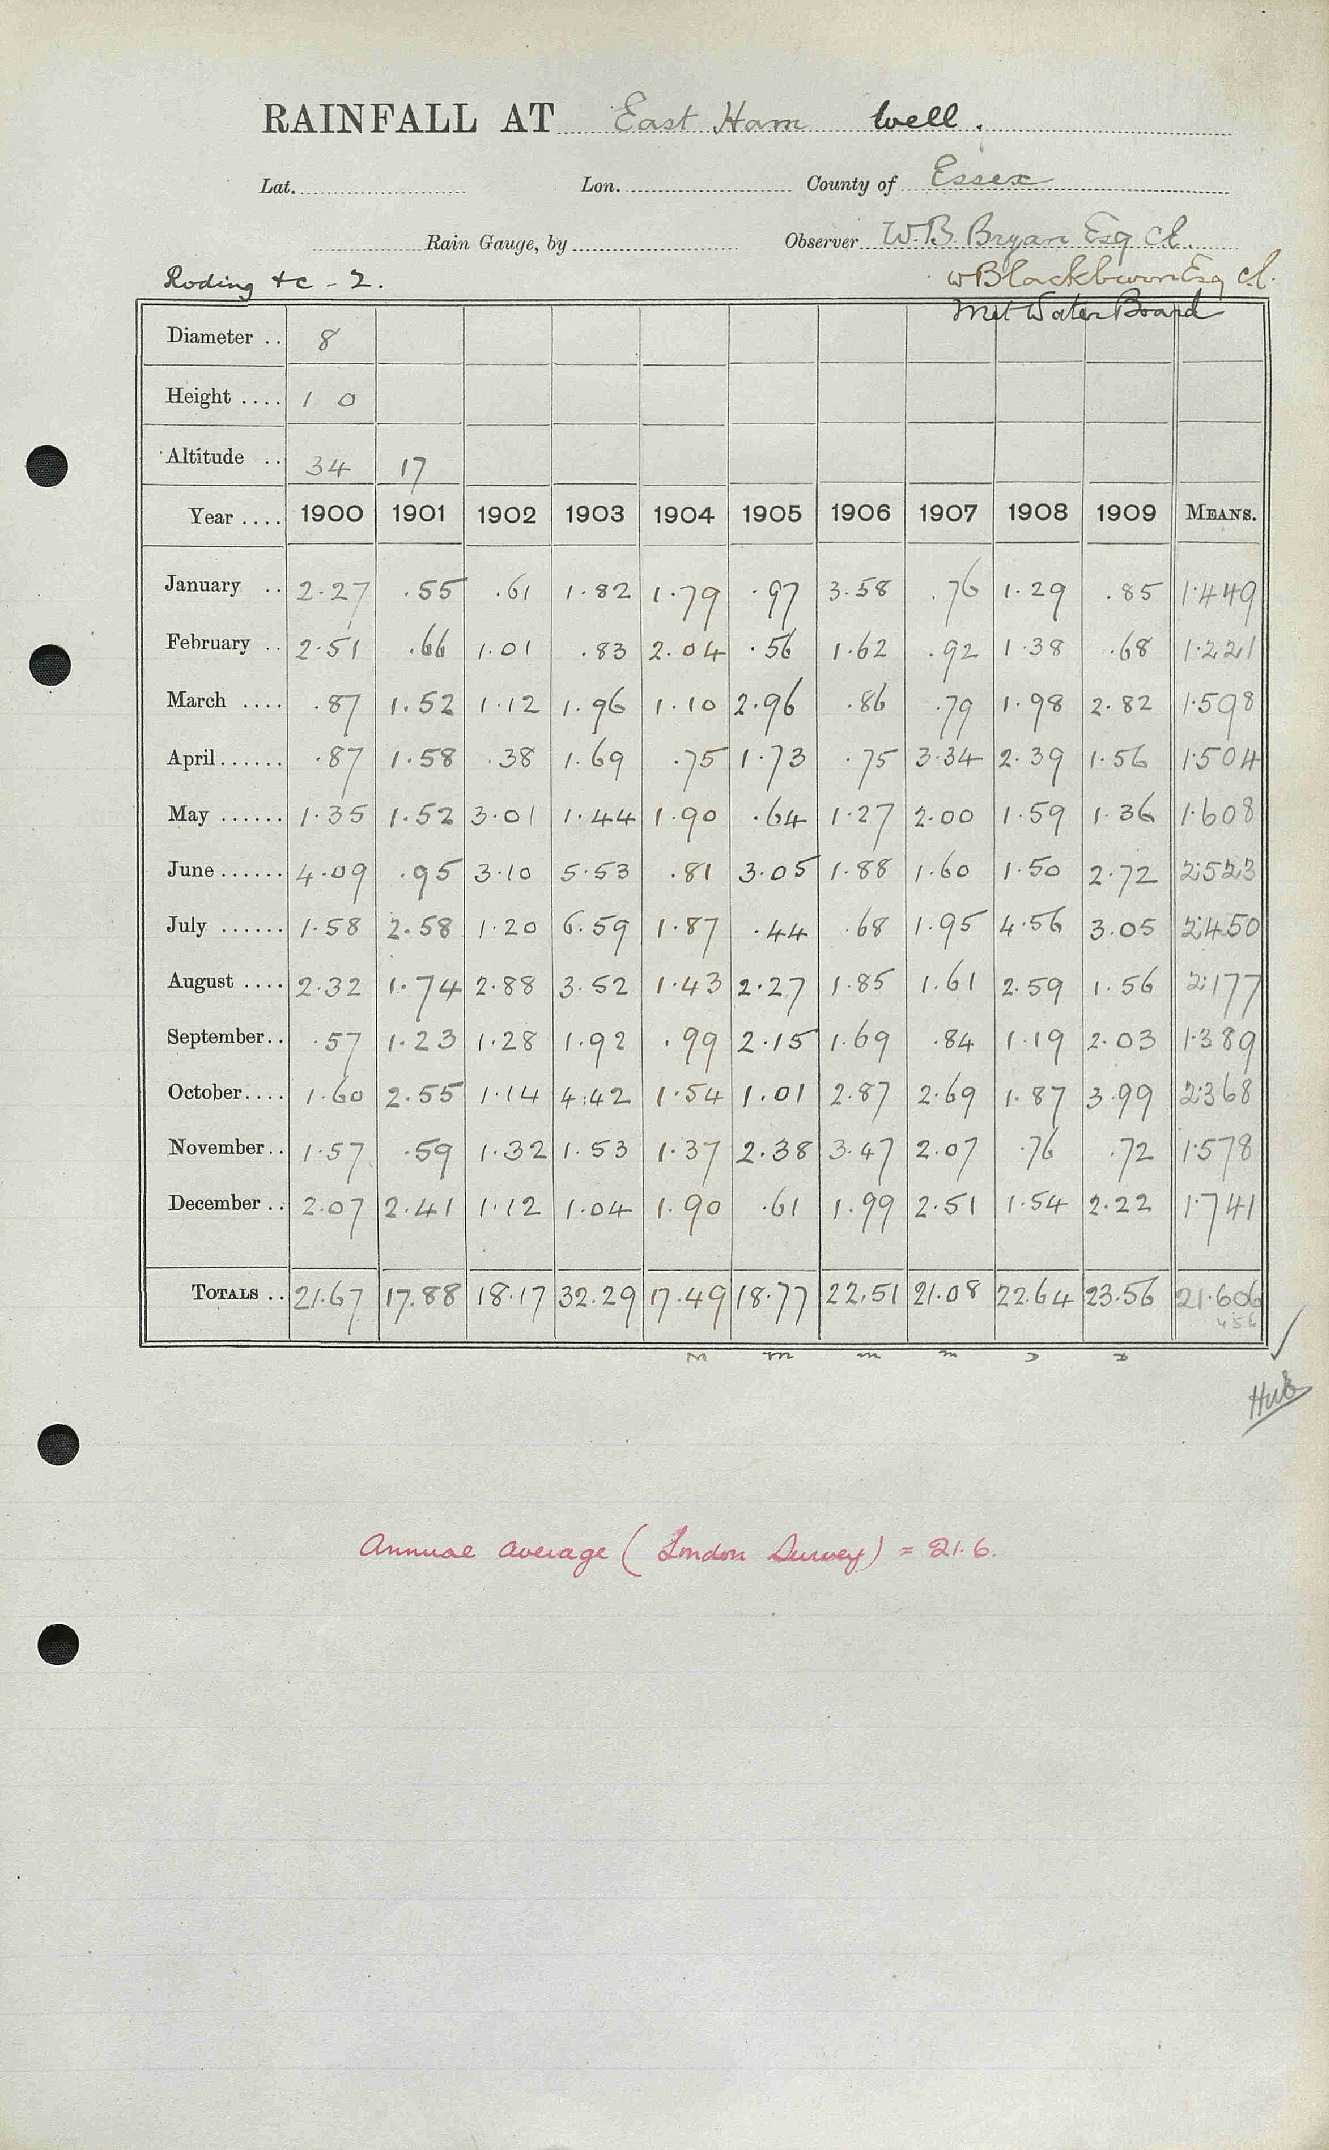 RAINFALL AT East Ham Well.
Lat. Lon. County of Essex
Rain Gauge, by Observer W.B. Bryan Esq
Roding &c - 2. W Blackburn Esq
Met Water Board
Diameter .. 8
Height .... 1 0
Altitude .. 34 17
Year .... 1900 1901 1902 1903 1904 1905 1906 1907 1908 1909 MEANS.
January .. 2.27 .55 .61 1.82 1.79 .97 3.58 .76 1.29 .85 1.449
February .. 2.51 .66 1.01 .83 2.04 .56 1.62 .92 1.38 .68 1.221
March .... .87 1.52 1.12 1.96 1.10 2.96 .86 .79 1.98 2.82 1.598
April...... .87 1.58 .38 1.69 .75 1.73 .75 3.34 2.39 1.56 1.504
May ...... 1.35 1.52 3.01 1.44 1.90 .64 1.27 2.00 1.59 1.36 1.608
June...... 4.09 .95 3.10 5.53 .81 3.05 1.88 1.60 1.50 2.72 2.523
July ...... 1.58 2.58 1.20 6.59 1.87 .44 .68 1.95 4.56 3.05 2.450
August .... 2.32 1.74 2.88 3.52 1.43 2.27 1.85 1.61 2.59 1.56 2.177
September.. .57 1.23 1.28 1.92 .99 2.15 1.69 .84 1.19 2.03 1.389
October.... 1.60 2.55 1.14 4.42 1.54 1.01 2.87 2.69 1.87 3.99 2.368
November.. 1.57 .59 1.32 1.53 1.37 2.38 3.47 2.07 .76 .72 1.578
December .. 2.07 2.41 1.12 1.04 1.90 .61 1.99 2.51 1.54 2.22 1.741
TOTALS .. 21.67 17.88 18.17 32.29 17.49 18.77 22.51 21.08 22.64 23.56 21.606
M m m m
Annual average (London Survey) = 21.6.